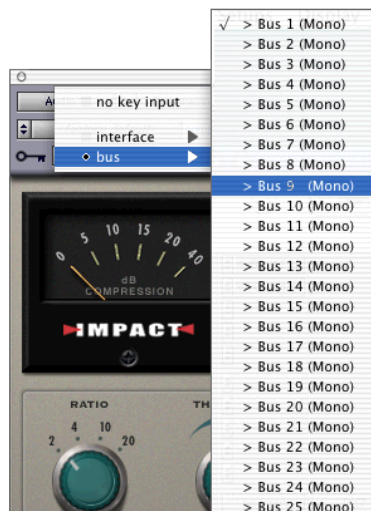 ✓ > Bus 1 (Mono)
> Bus 2 (Mono)
> Bus 3 (Mono)
> Bus 4 (Mono)
> Bus 5 (Mono)
> Bus 6 (Mono)
> Bus 7 (Mono)
> Bus 8 (Mono)
> Bus 9 (Mono)
> Bus 10 (Mono)
> Bus 11 (Mono)
> Bus 12 (Mono)
> Bus 13 (Mono)
> Bus 14 (Mono)
> Bus 15 (Mono)
> Bus 16 (Mono)
> Bus 17 (Mono)
> Bus 18 (Mono)
> Bus 19 (Mono)
> Bus 20 (Mono)
> Bus 21 (Mono)
> Bus 22 (Mono)
> Bus 23 (Mono)
> Bus 24 (Mono)
> Bus 25 (Mono)
no key input
interface
bus
0 5 10 15 20 40
dB
COMPRESSION
IMPACT
RATIO
2 4 10 20
TH